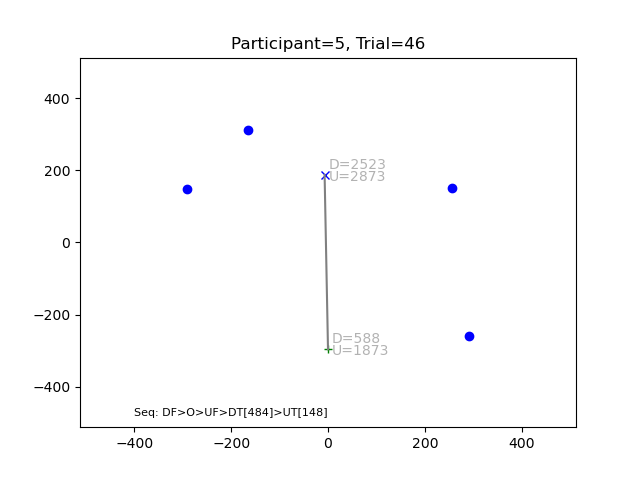 Participant=5, Trial=46
400
200
0
−200
−400
D=2523
U=2873
D=588
U=1873
Seq: DF>O>UF>DT[484]>UT[148]
−400
−200
0
200
400